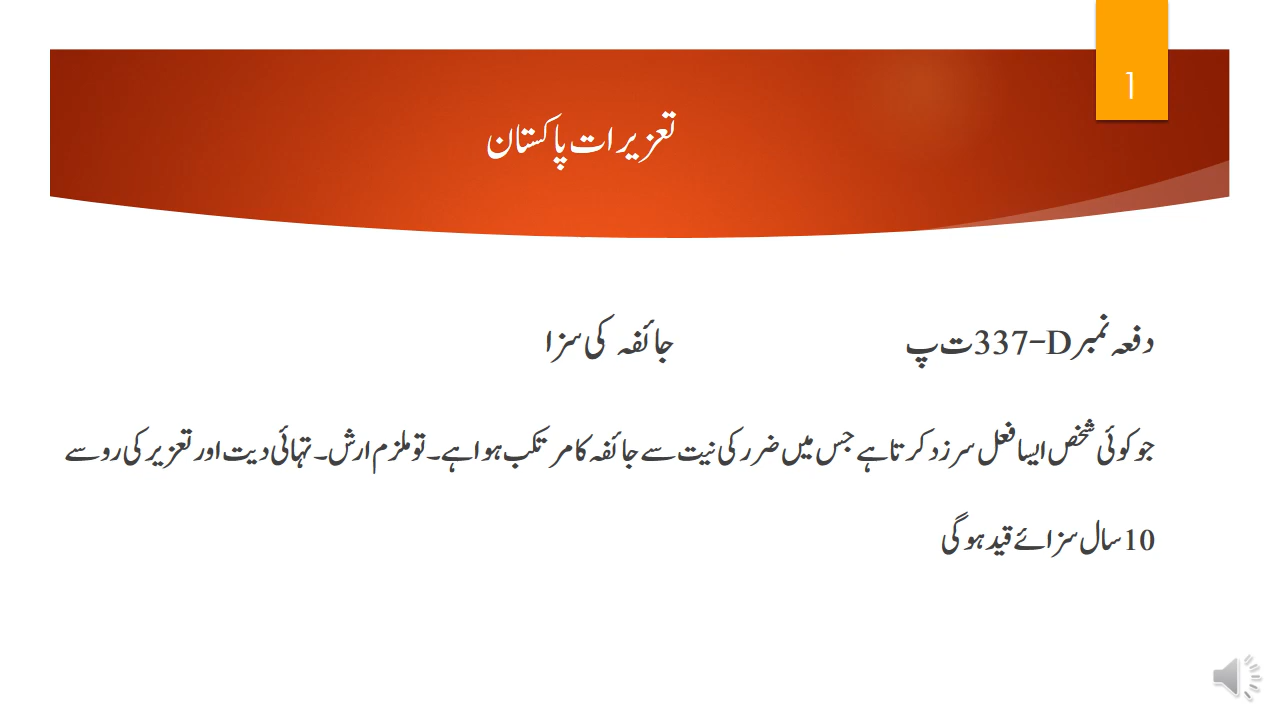 1
تعزیرات پاکستان
دفعہ نمبر 337-D ت پ جائفہ کی سزا
جو کوئی شخص ایسا فعل سرزد کرتا ہے جس میں ضرر کی نیت سے جائفہ کا مرتکب ہوا ہے۔ تو ملزم ارش۔ تہائی دیت اور تعزیر کی رو سے
10 سال سزائے قید ہو گی